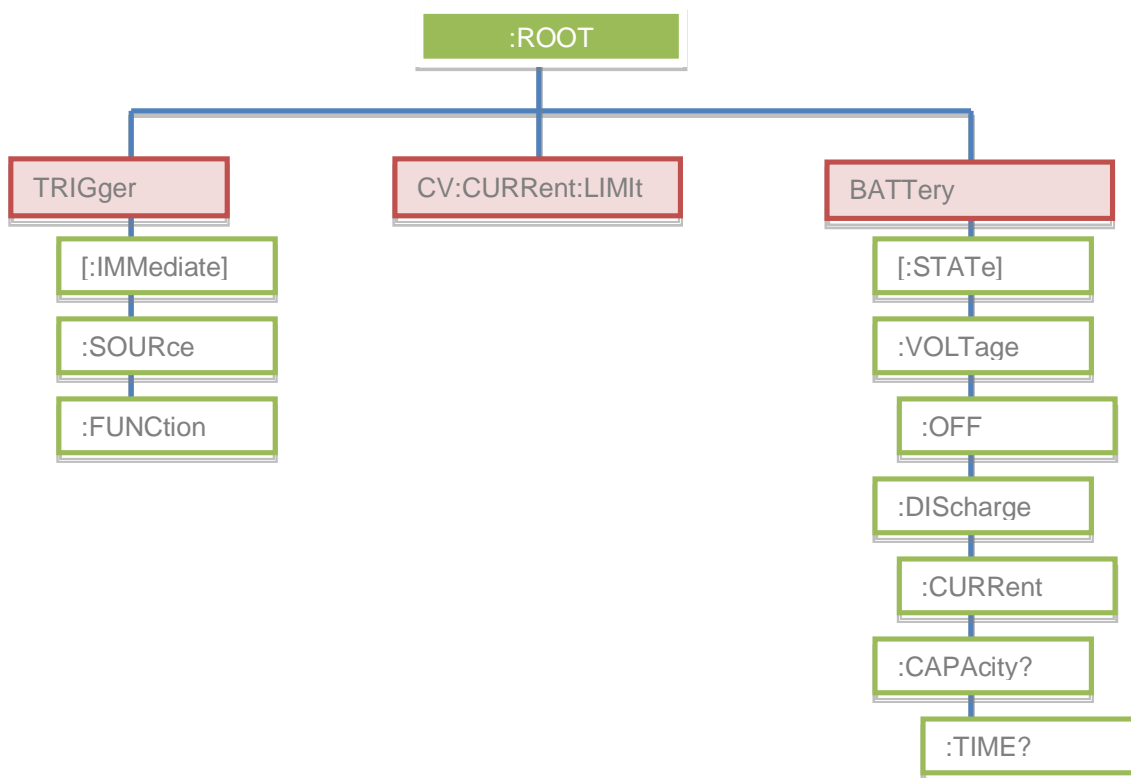 :ROOT
TRIGger
[:IMMediate]
:SOURce
:FUNCtion
CV:CURRent:LIMIt
BATTery
[:STATe]
:VOLTage
:OFF
:DIScharge
:CURRent
:CAPAcity?
:TIME?